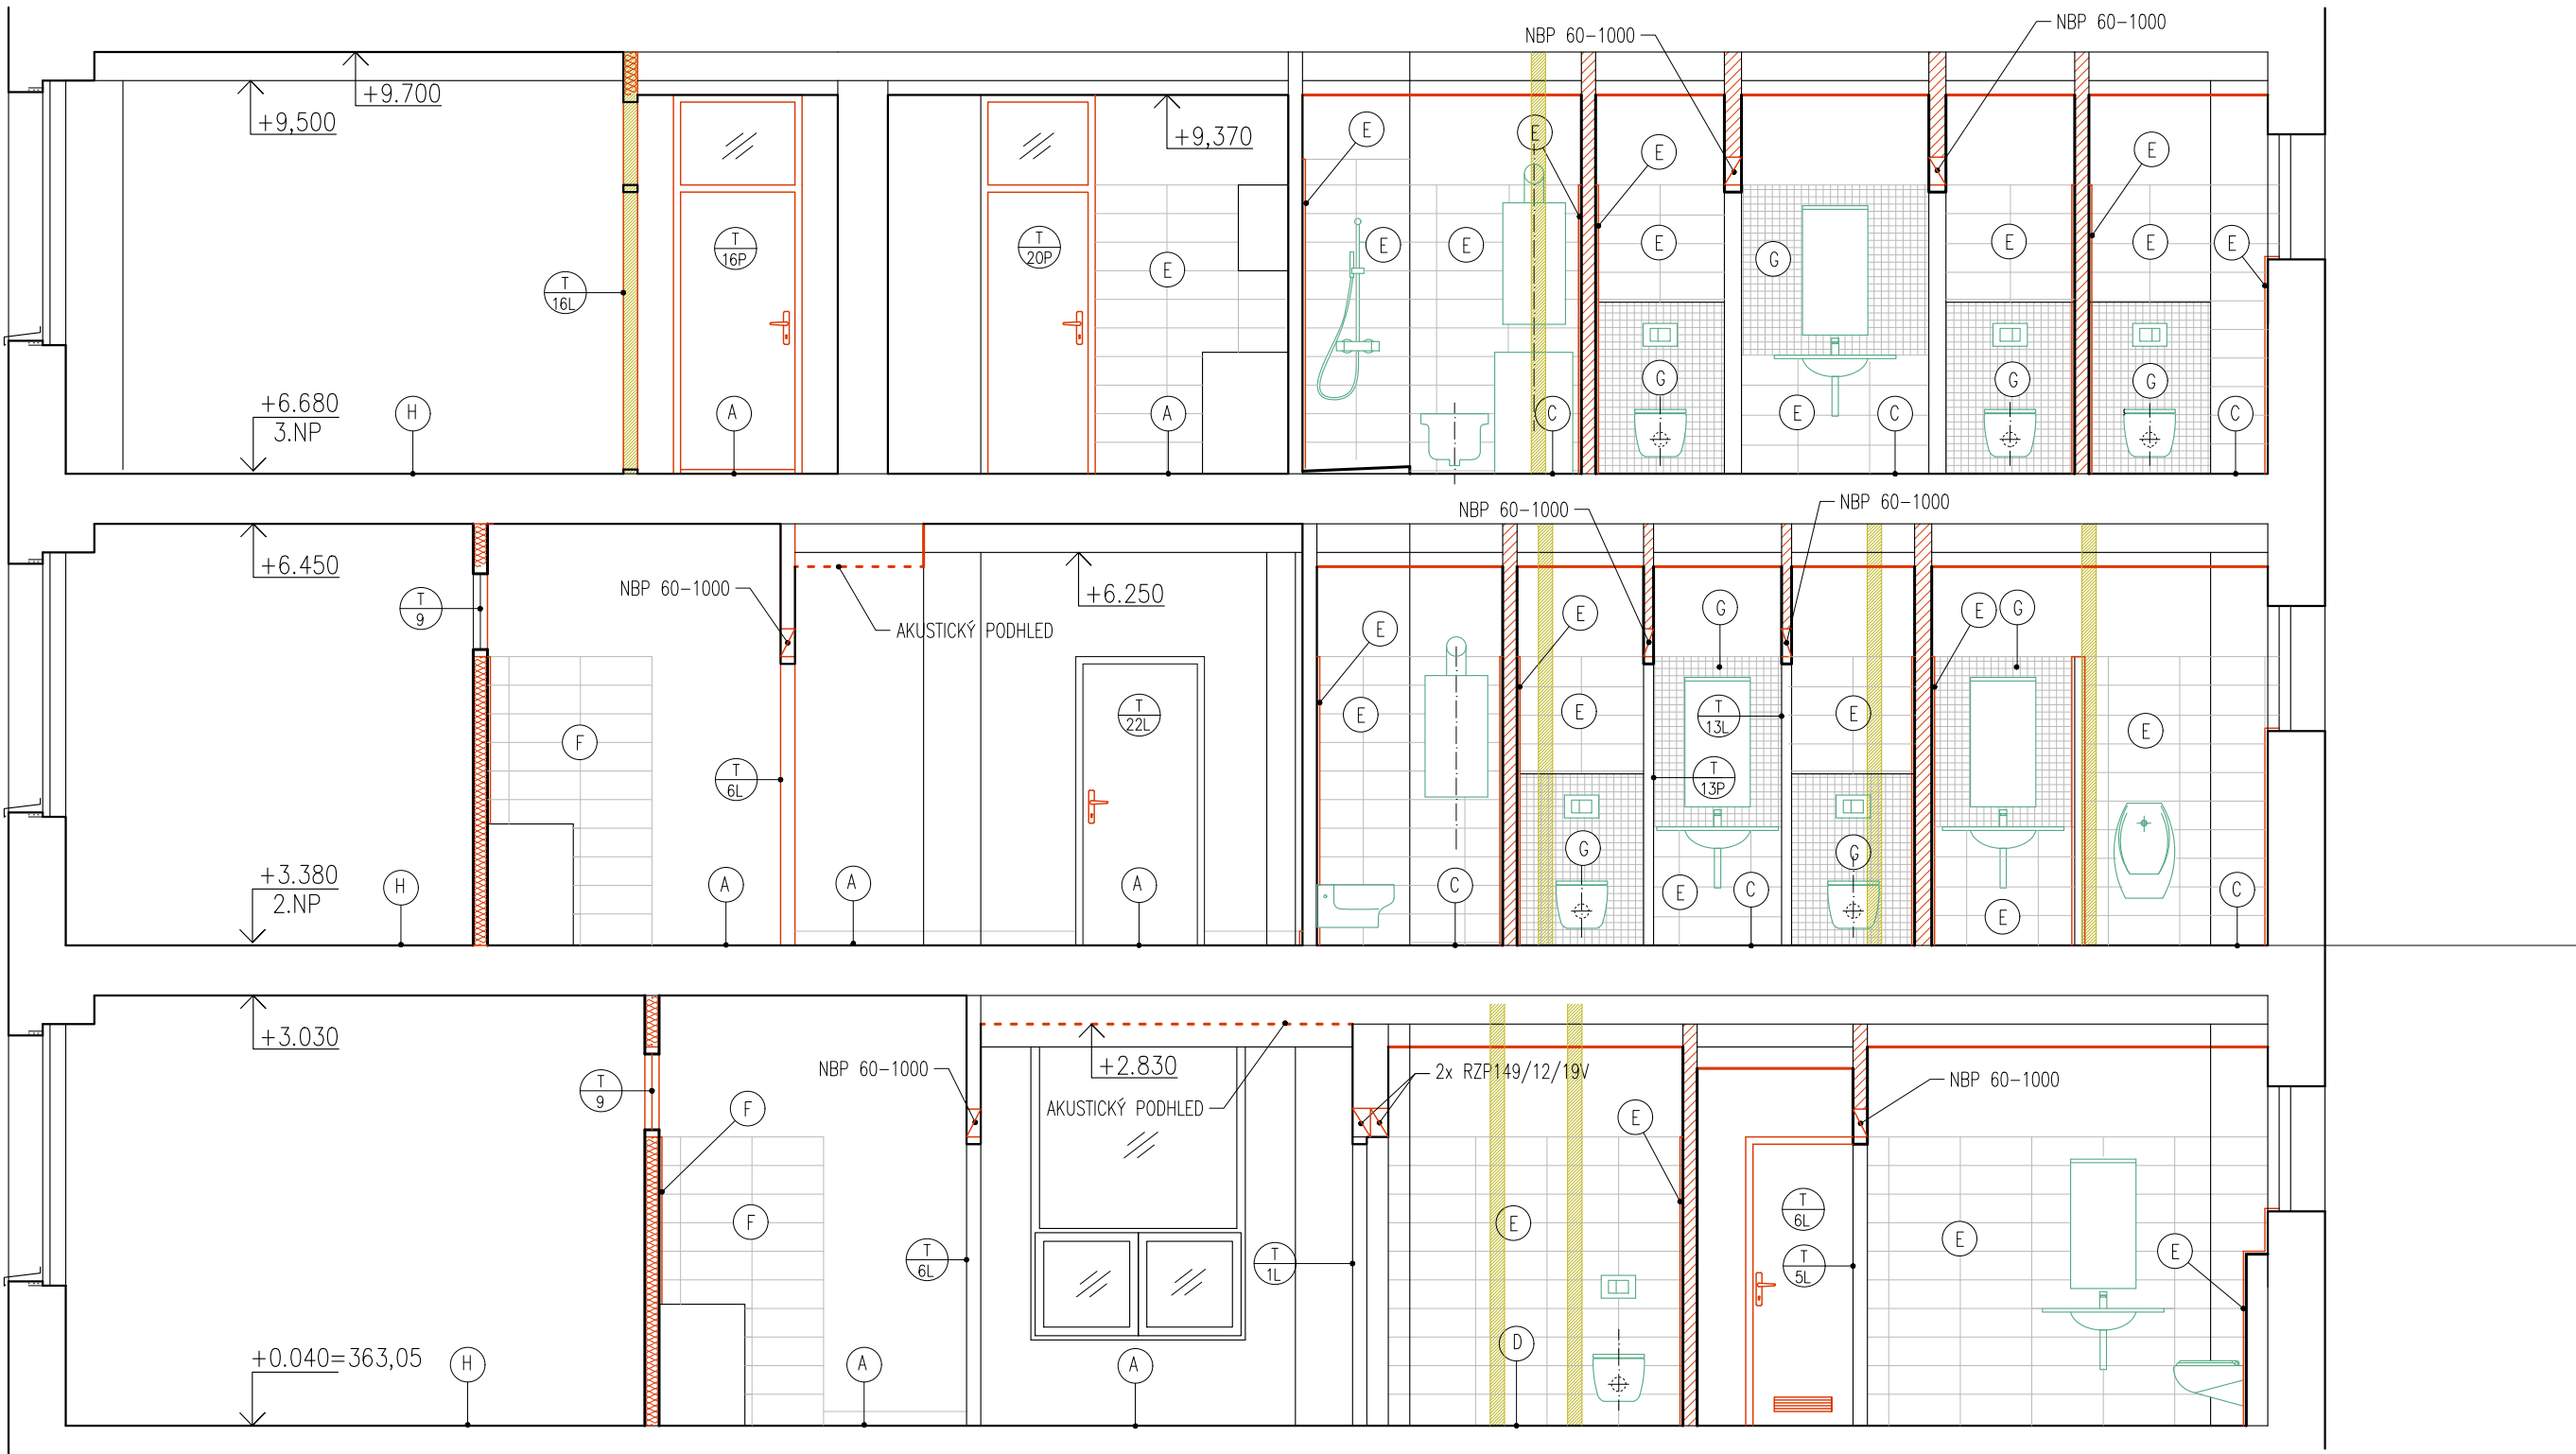 NBP 60-1000
NBP 60-1000
+9.700
+9,500
+9,370
E
E
E
E
T
16P
T
20P
E
E
E
E
G
E
E
E
T
16L
+6.680
3.NP
H
A
A
C
G
E
C
G
G
C
NBP 60-1000
NBP 60-1000
+6.450
+6.250
NBP 60-1000
T
9
AKUSTICKÝ PODHLED
E
E
G
E
G
F
T
6L
T
22L
E
E
T
13L
T
13P
E
E
+3.380
2.NP
H
A
A
A
C
G
E
C
G
E
C
+3.030
+2.830
NBP 60-1000
2x RZP149/12/19V
NBP 60-1000
T
9
F
AKUSTICKÝ PODHLED
E
F
T
6L
T
1L
E
T
6L
T
5L
E
E
+0.040=363,05
H
A
A
D